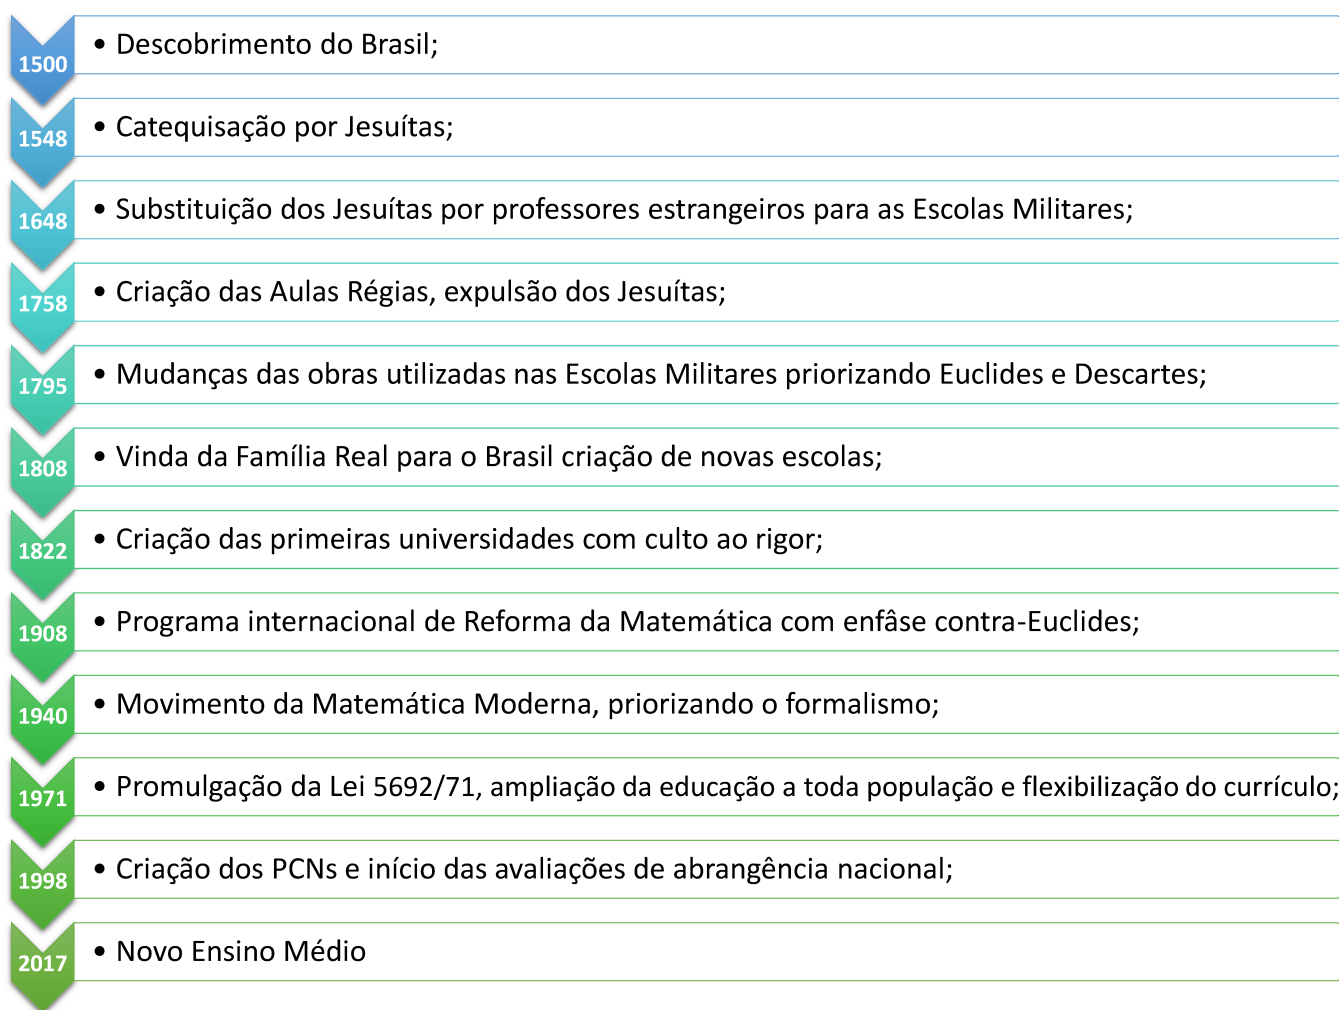 1500
• Descobrimento do Brasil;
1548
• Catequisação por Jesuítas;
1648
• Substituição dos Jesuítas por professores estrangeiros para as Escolas Militares;
1758
• Criação das Aulas Régias, expulsão dos Jesuítas;
1795
• Mudanças das obras utilizadas nas Escolas Militares priorizando Euclides e Descartes;
1808
• Vinda da Família Real para o Brasil criação de novas escolas;
1822
• Criação das primeiras universidades com culto ao rigor;
1908
• Programa internacional de Reforma da Matemática com enfâse contra-Euclides;
1940
• Movimento da Matemática Moderna, priorizando o formalismo;
1971
• Promulgação da Lei 5692/71, ampliação da educação a toda população e flexibilização do currículo;
1998
• Criação dos PCNs e início das avaliações de abrangência nacional;
2017
• Novo Ensino Médio